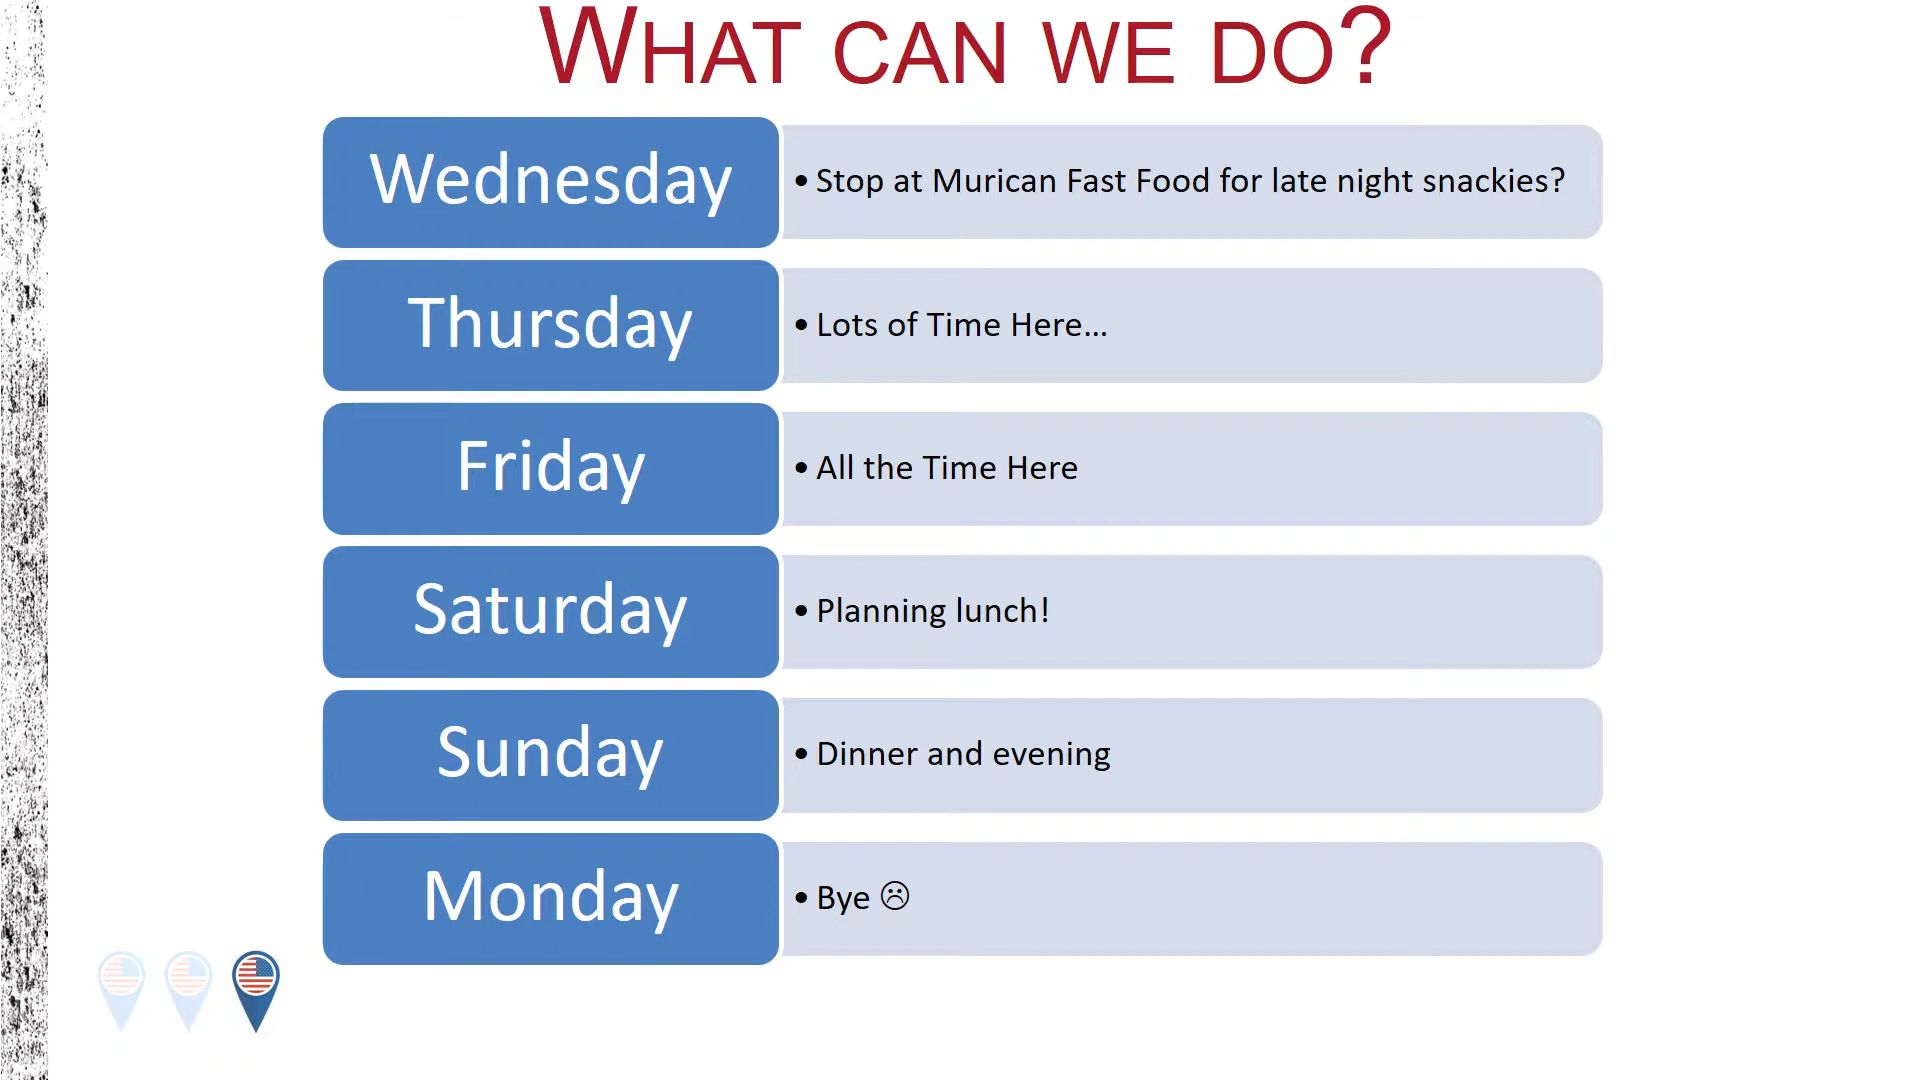 WHAT CAN WE DO?
Wednesday
• Stop at Murican Fast Food for late night snackies?
Thursday
• Lots of Time Here…
Friday
• All the Time Here
Saturday
• Planning lunch!
Sunday
• Dinner and evening
Monday
• Bye ☹